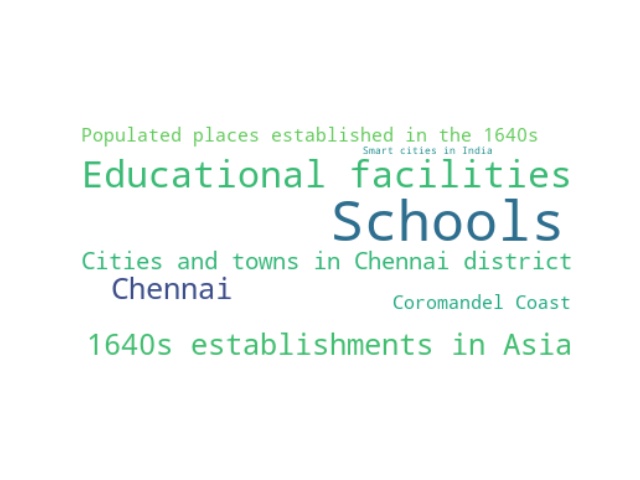 Populated places established in the 1640s
Smart cities in India
Educational facilities
Schools
Cities and towns in Chennai district
Chennai
Coromandel Coast
1640s establishments in Asia